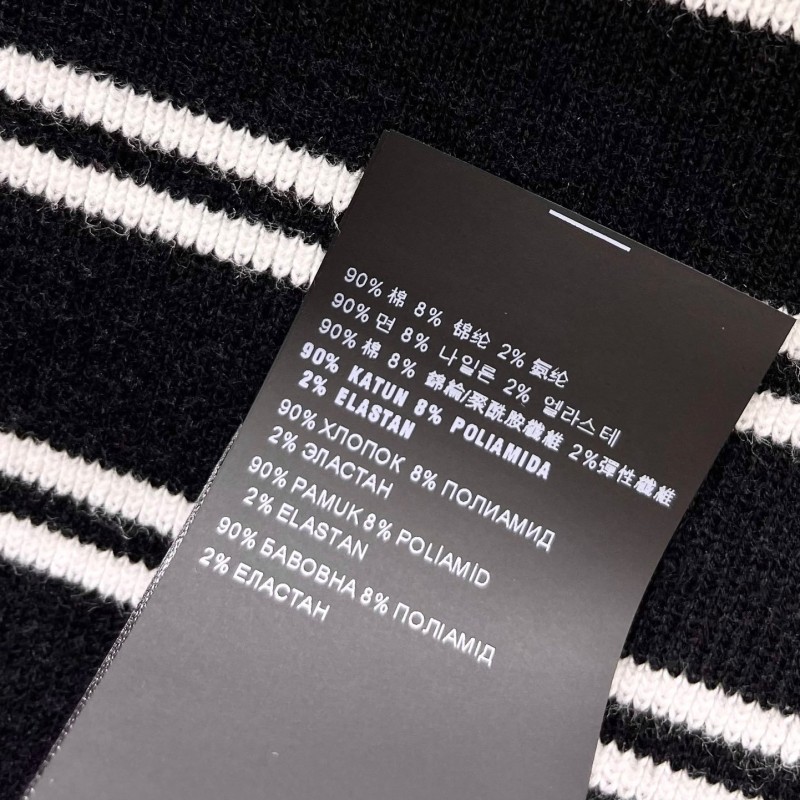 90% 棉 8% 锦纶 2% 氨纶
90% 면 8% 나일론 2% 엘라스테
90% 棉 8% 錦綸/聚酰胺纖維 2%彈性纖維
90% KATUN 8% POLIAMIDA
2% ELASTAN
90% ХЛОПОК 8% ПОЛИАМИД
2% ЭЛАСТАН
90% PAMUK 8% POLIAMID
2% ELASTAN
90% БАВОВНА 8% ПОЛІАМІД
2% ЕЛАСТАН